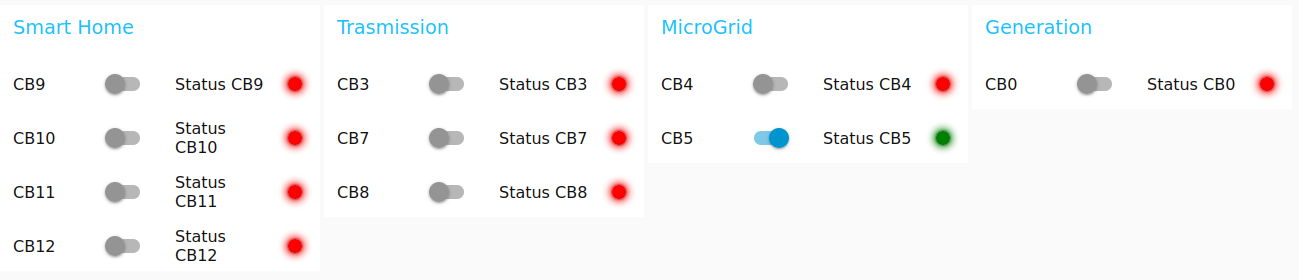 Smart Home
CB9 Status CB9
CB10 Status
CB10
CB11 Status
CB11
CB12 Status
CB12
Trasmission
CB3 Status CB3
CB7 Status CB7
CB8 Status CB8
MicroGrid
CB4 Status CB4
CB5 Status CB5
Generation
CB0 Status CB0